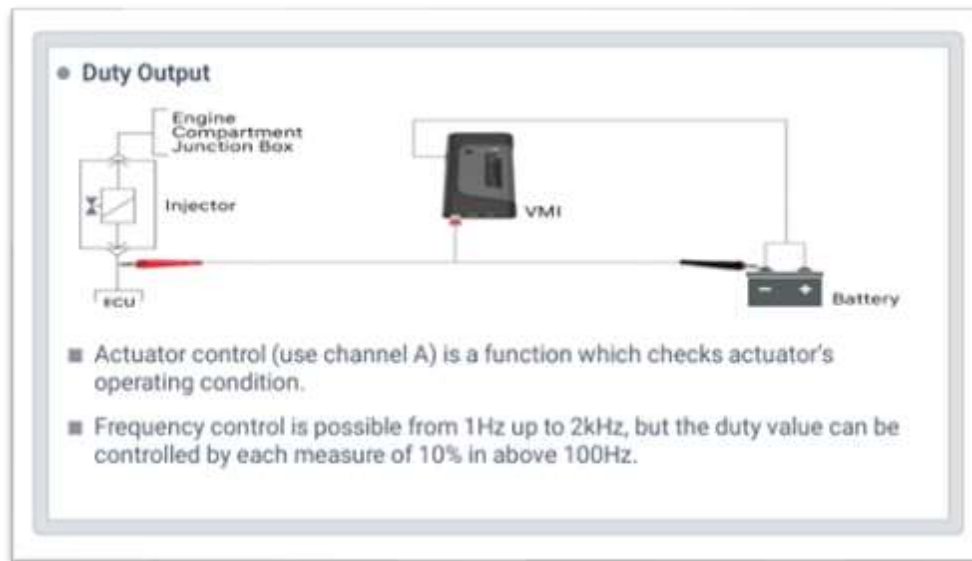 Duty Output
Engine
Compartment
Junction Box
Injector
VMI
ECU
− +
Battery
Actuator control (use channel A) is a function which checks actuator's
operating condition.
Frequency control is possible from 1Hz up to 2kHz, but the duty value can be
controlled by each measure of 10% in above 100Hz.